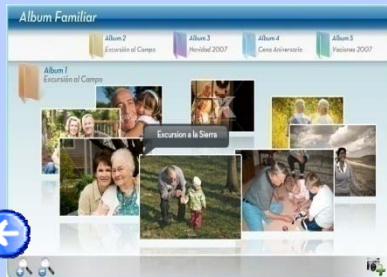 Album Familiar
Album 2
Excursión al Campo
Album 3
Navidad 2007
Album 4
Cena Aniversario
Album 5
Vaciones 2007
Album 1
Excursión al Campo
Excursion a la Sierra